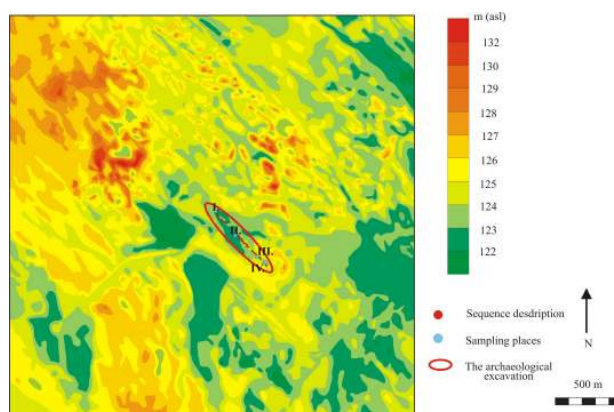 m (asl)
132
130
128
127
126
125
124
123
122
I.
II.
III.
IV.
Sequence desdription
Sampling places
The archaeological
excavation
N
500 m